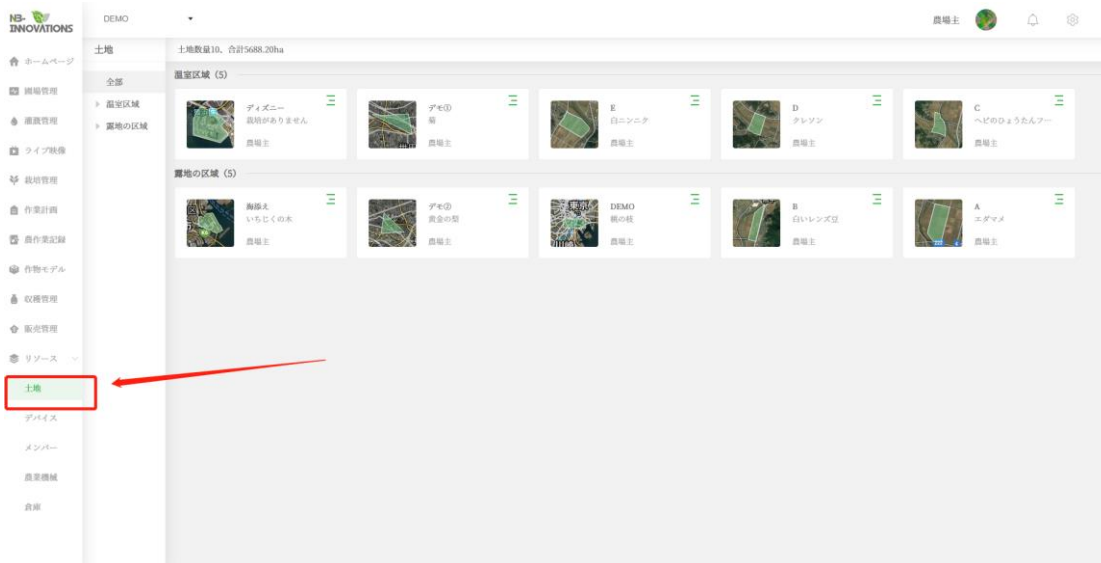 NB-
INNOVATIONS
DEMO
農場主
ホームページ
圃場管理
灌漑管理
ライブ映像
栽培管理
作業計画
農作業記録
作物モデル
収穫管理
販売管理
リソース
土地
デバイス
メンバー
農業機械
倉庫
土地
全部
温室区域
露地の区域
土地数量10、合計5688.20ha
温室区域（5）
ディズニー
栽培がありません
農場主
デモ①
菊
農場主
E
白ニンニク
農場主
D
クレソン
農場主
C
ヘビのひょうたんフー…
農場主
露地の区域（5）
海添え
いちじくの木
農場主
デモ②
黄金の梨
農場主
東京
DEMO
桃の枝
農場主
B
白いレンズ豆
農場主
A
エダマメ
農場主